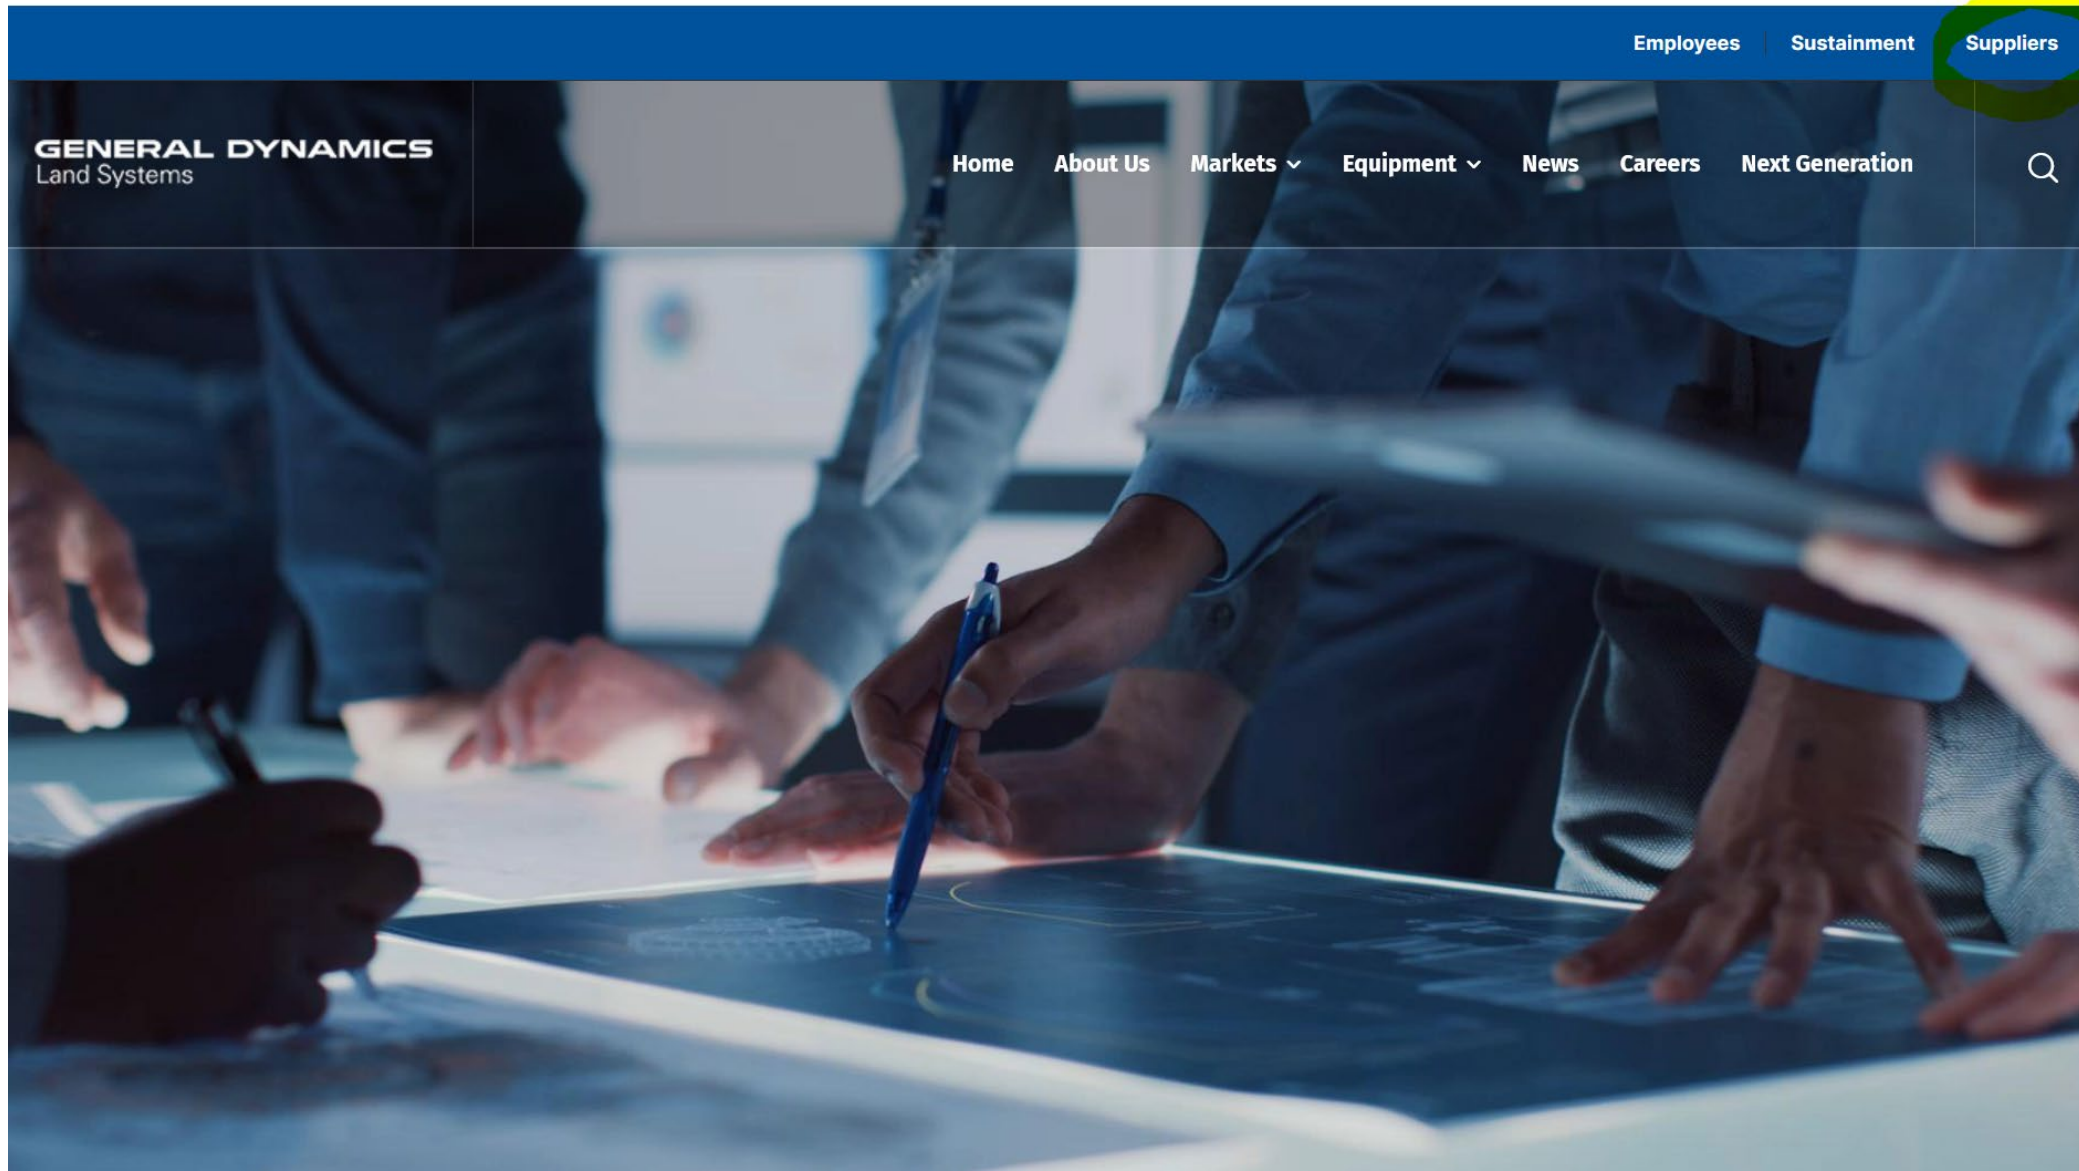 Employees
Sustainment
Suppliers
GENERAL DYNAMICS
Land Systems
Home
About Us
Markets
Equipment
News
Careers
Next Generation